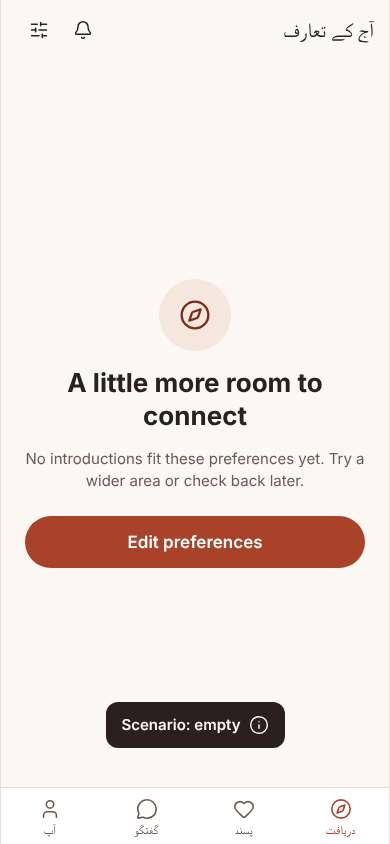 آج کے تعارف
A little more room to
connect
No introductions fit these preferences yet. Try a
wider area or check back later.
Edit preferences
Scenario: empty
دریافت
پسند
گفتگو
آپ